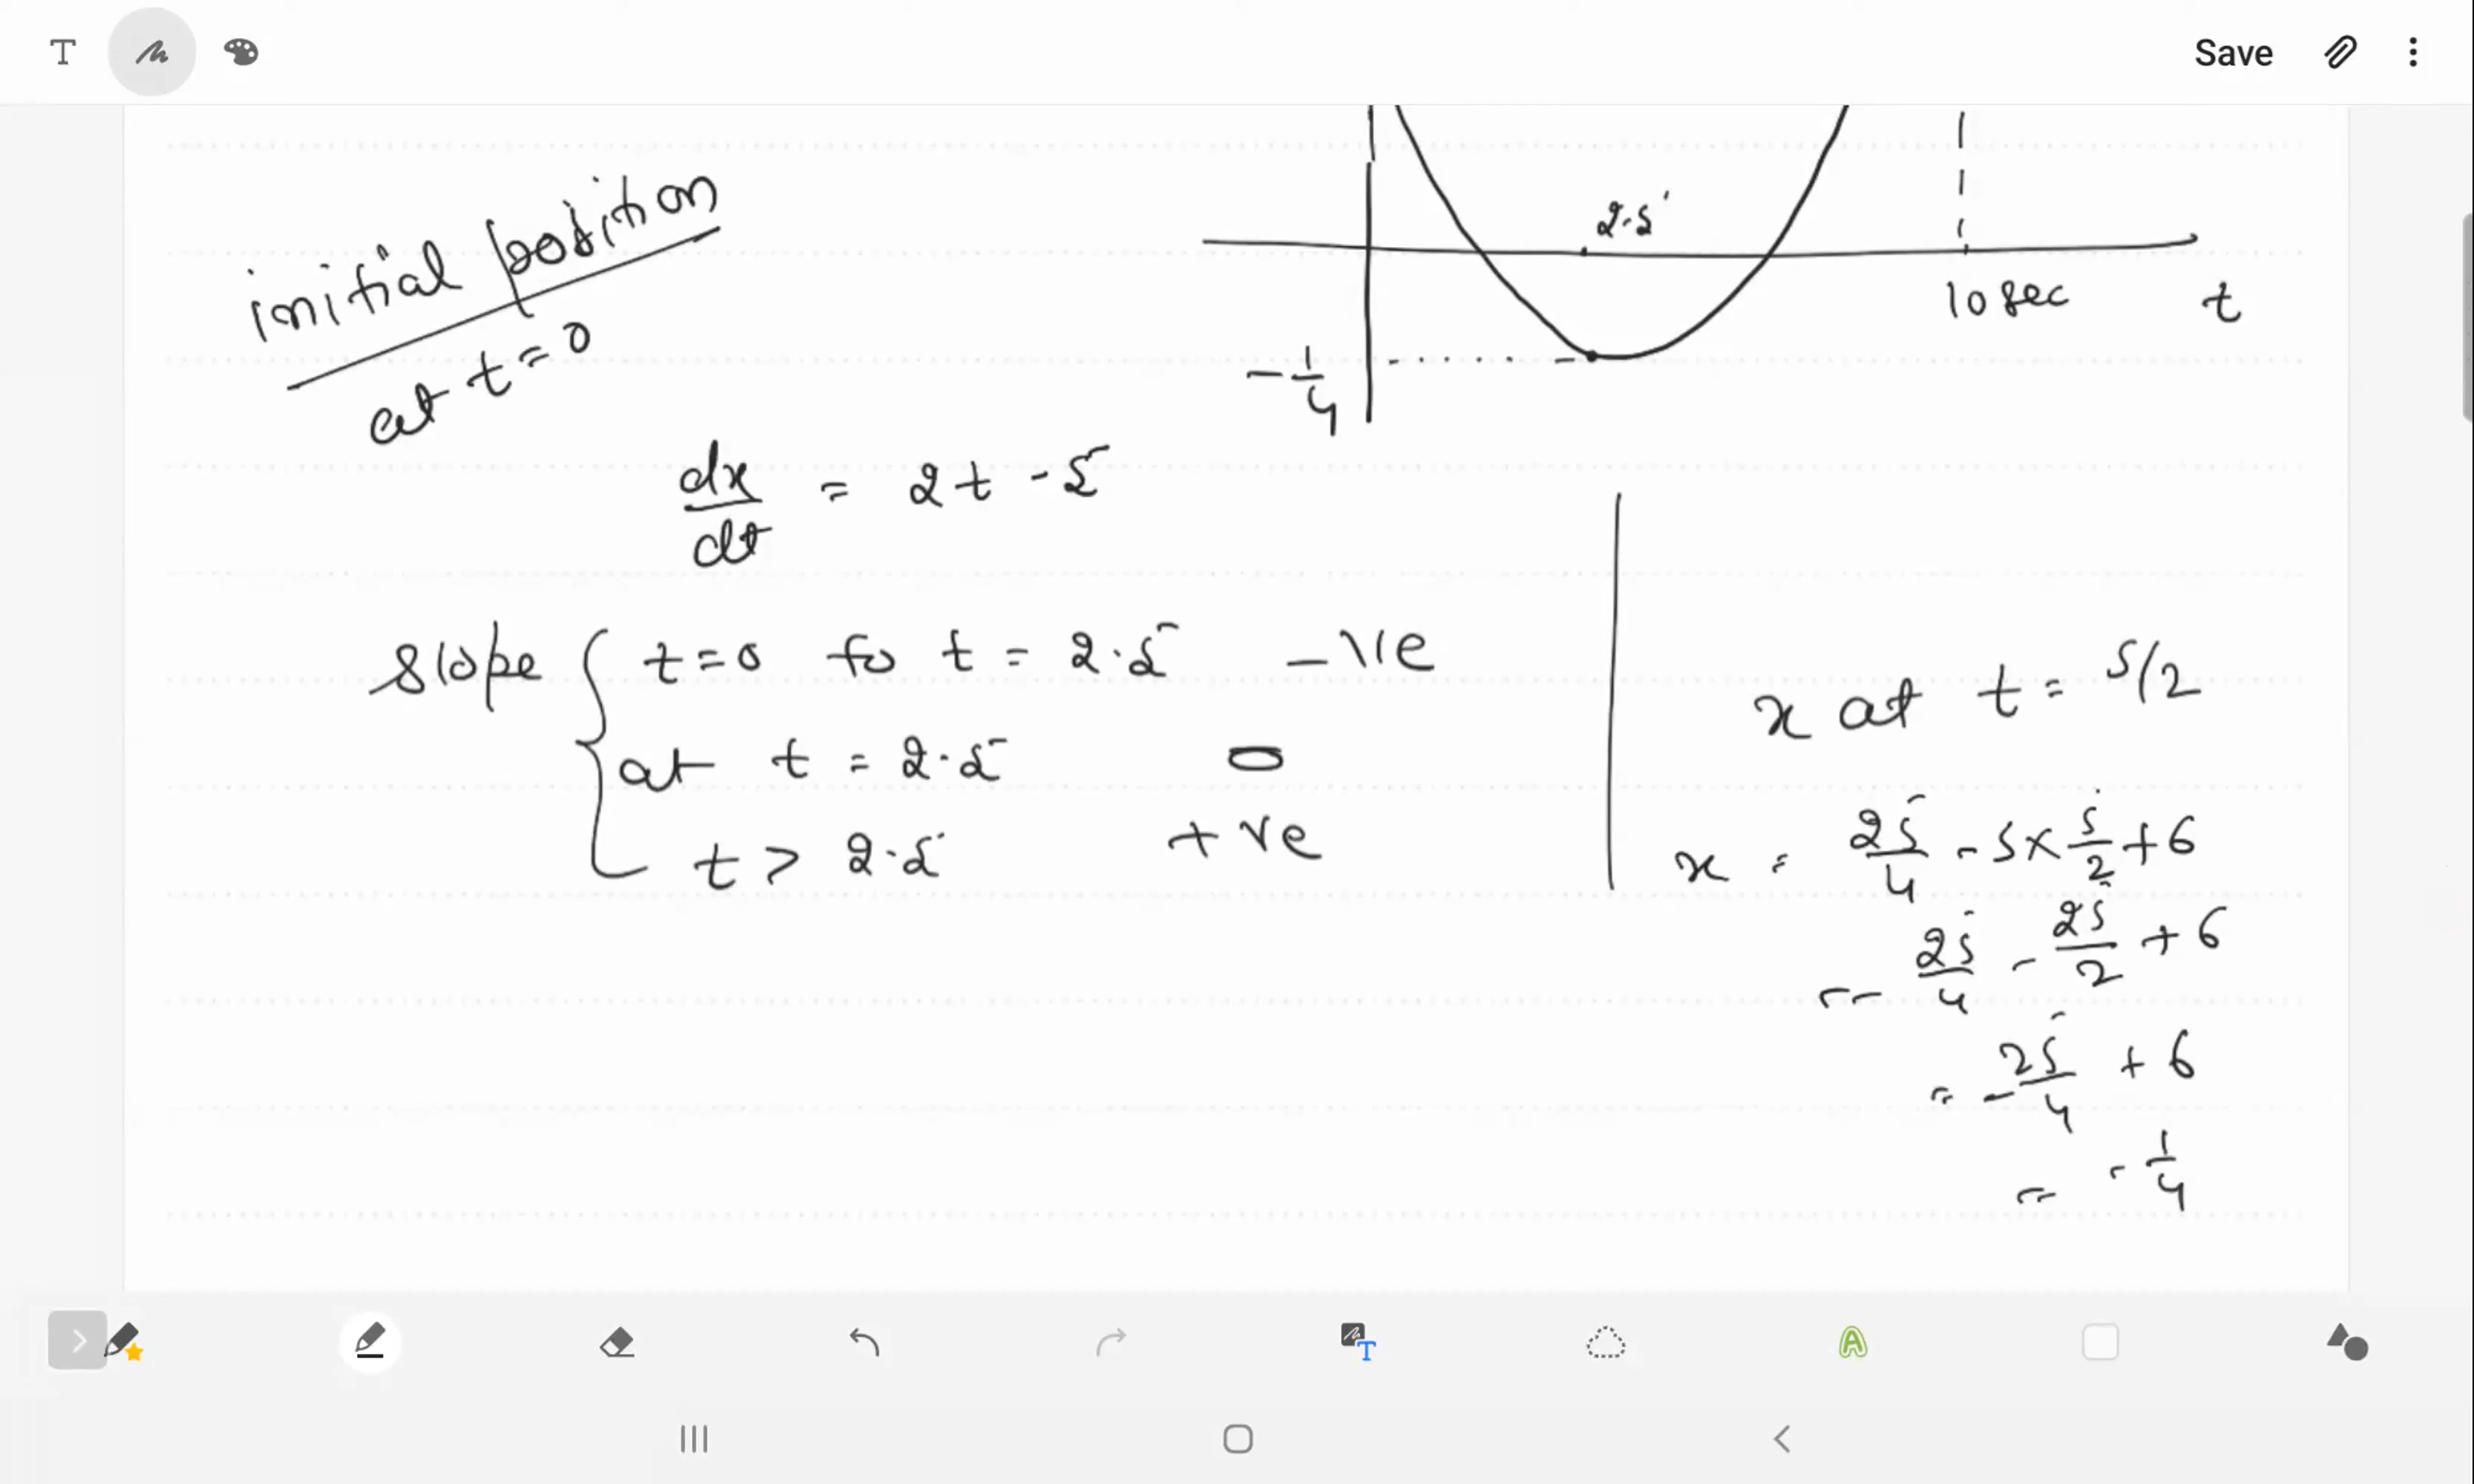 T Save
initial position
at t=0
2.5
10 sec t
-1/4
dx/dt = 2t - 5
slope { t=0 to t = 2.5 -ve
at t = 2.5 0
t > 2.5 +ve
x at t = 5/2
x = 25/4 - 5 x 5/2 + 6
= 25/4 - 25/2 + 6
= -25/4 + 6
= -1/4
T A